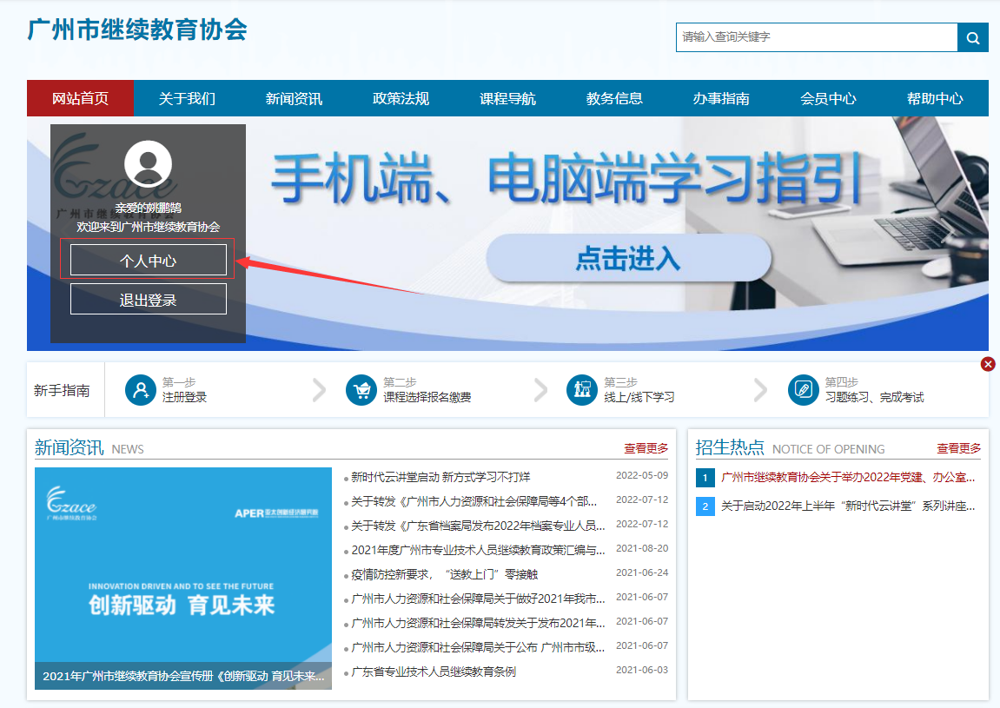 广州市继续教育协会
请输入查询关键字
网站首页 关于我们 新闻资讯 政策法规 课程导航 教务信息 办事指南 会员中心 帮助中心
Gzace
广州市继续教育协会
亲爱的姚鹏鹄
欢迎来到广州市继续教育协会
个人中心
退出登录
手机端、电脑端学习指引
点击进入
新手指南
第一步
注册登录
第二步
课程选择报名缴费
第三步
线上/线下学习
第四步
习题练习、完成考试
新闻资讯 NEWS 查看更多
Gzace
广州市继续教育协会
APER亚太创新经济研究院
INNOVATION DRIVEN AND TO SEE THE FUTURE
创新驱动 育见未来
2021年广州市继续教育协会宣传册《创新驱动 育见未来...
新时代云讲堂启动 新方式学习不打烊 2022-05-09
关于转发《广州市人力资源和社会保障局等4个部... 2022-07-12
关于转发《广东省档案局发布2022年档案专业人员... 2022-07-12
2021年度广州市专业技术人员继续教育政策汇编与... 2021-08-20
疫情防控新要求，“送教上门”零接触 2021-06-24
广州市人力资源和社会保障局关于做好2021年我市... 2021-06-07
广州市人力资源和社会保障局转发关于发布2021年... 2021-06-07
广州市人力资源和社会保障局关于公布 广州市市级... 2021-06-07
广东省专业技术人员继续教育条例 2021-06-03
招生热点 NOTICE OF OPENING 查看更多
1 广州市继续教育协会关于举办2022年党建、办公室...
2 关于启动2022年上半年“新时代云讲堂”系列讲座...